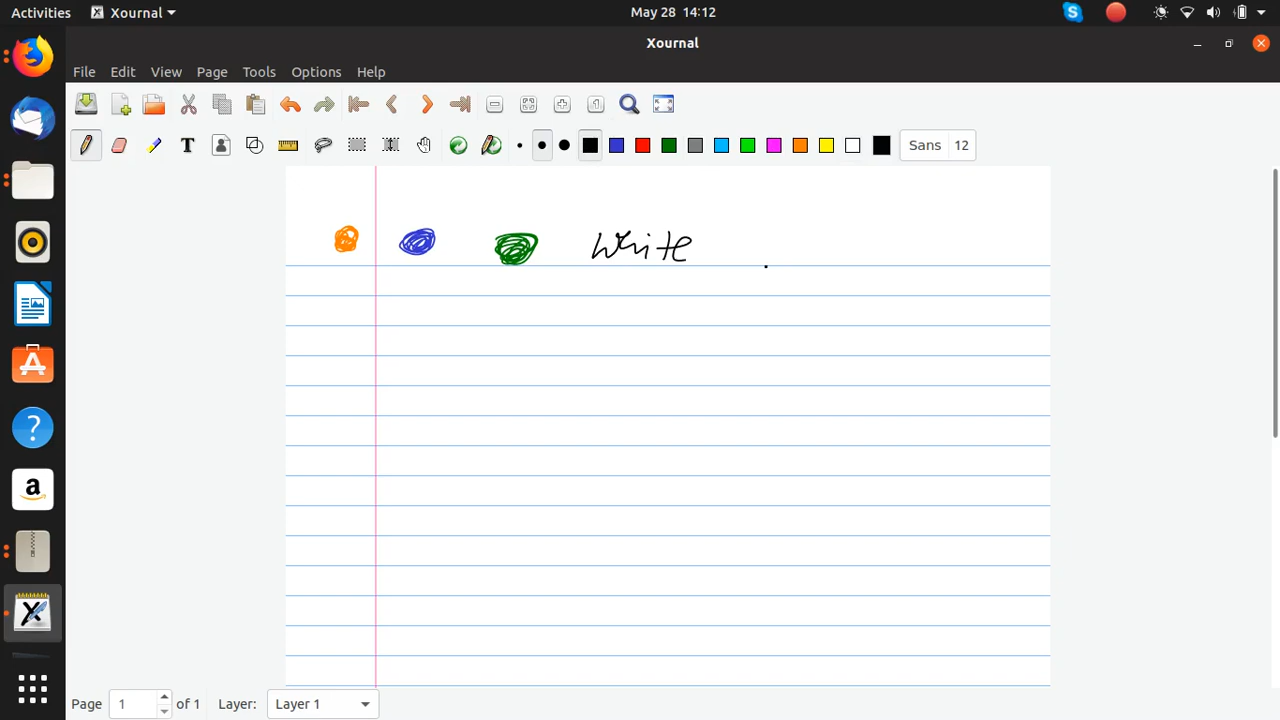 Activities Xournal May 28 14:12
Xournal
File Edit View Page Tools Options Help
T Sans 12
White
a
?
Page 1 of 1 Layer: Layer 1